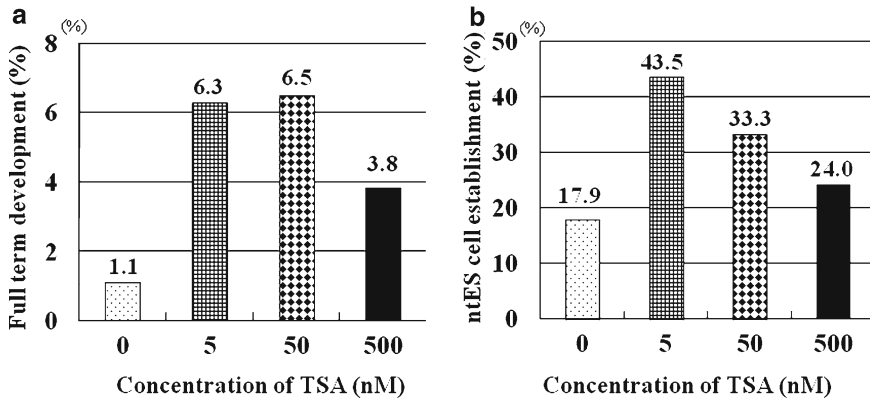 a
(%)
Full term development (%)
8
6
4
2
0
1.1
6.3
6.5
3.8
0 5 50 500
Concentration of TSA (nM)
b
(%)
ntES cell establishment (%)
50
40
30
20
10
0
17.9
43.5
33.3
24.0
0 5 50 500
Concentration of TSA (nM)